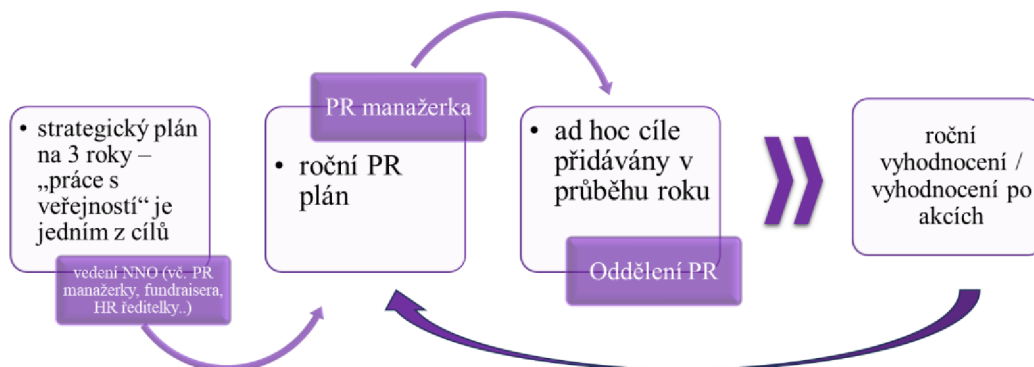 • strategický plán
na 3 roky –
„práce s
veřejností“ je
jedním z cílů
vedení NNO (vč. PR
manažerky, fundraisera,
HR ředitelky..)
PR manažerka
• roční PR
plán
• ad hoc cíle
přidávány v
průběhu roku
Oddělení PR
roční
vyhodnocení /
vyhodnocení po
akcích